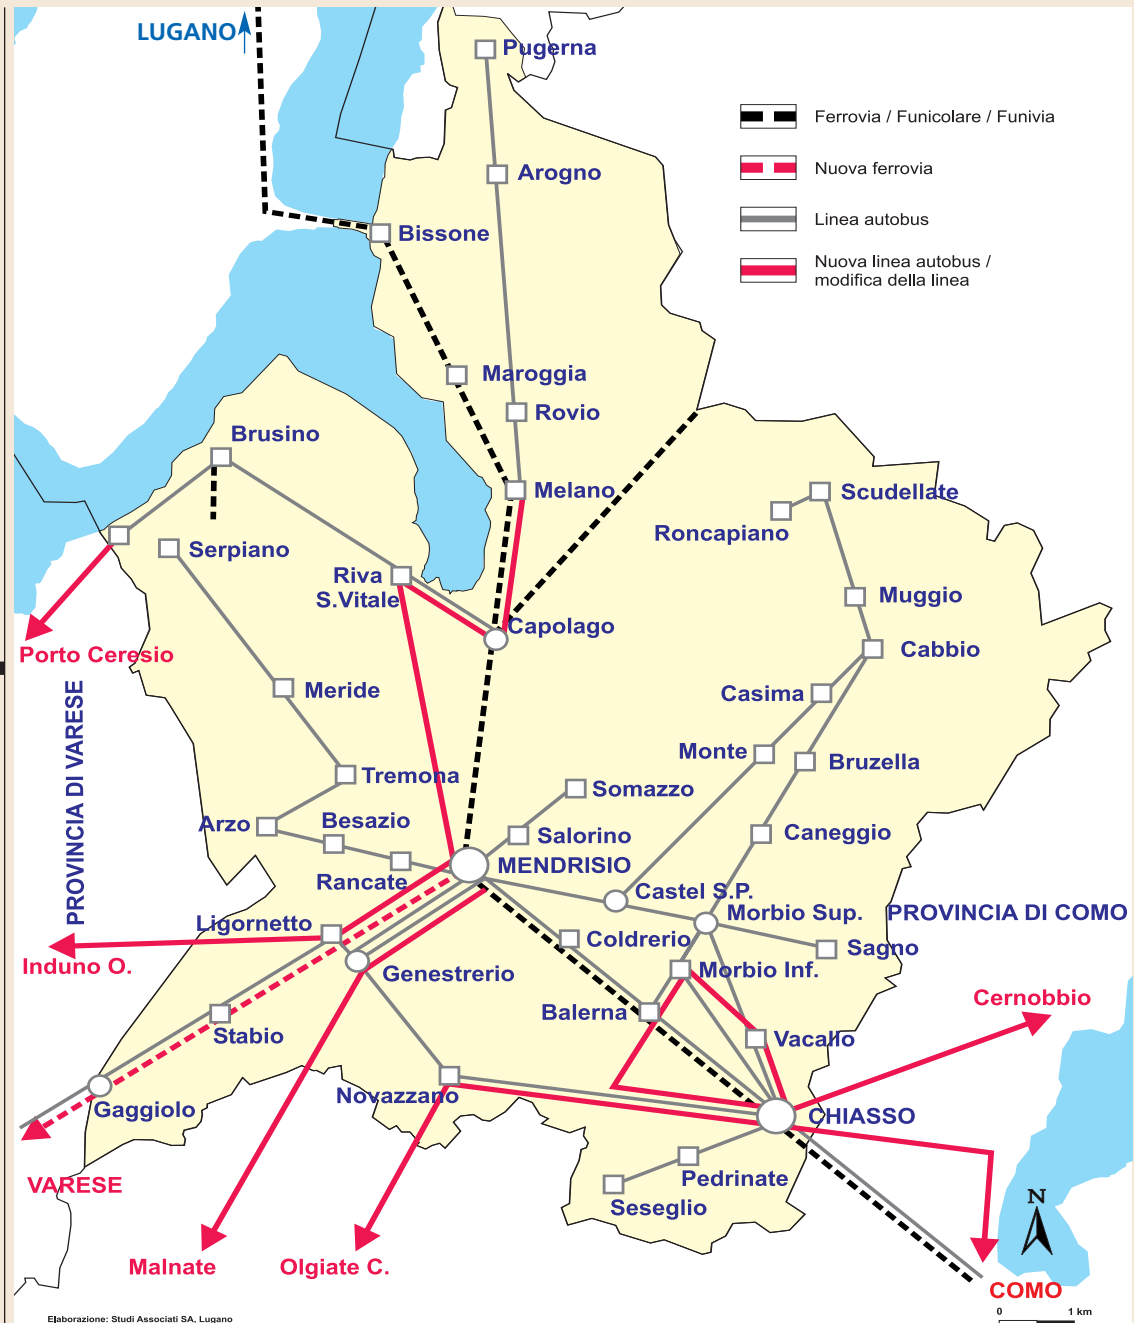 LUGANO
Pugerna
Ferrovia / Funicolare / Funivia
Nuova ferrovia
Arogno
Linea autobus
Bissone
Nuova linea autobus /
modifica della linea
Maroggia
Rovio
Brusino
Melano
Scudellate
Roncapiano
Serpiano
Riva
S.Vitale
Muggio
Capolago
Porto Ceresio
Cabbio
Meride
Casima
PROVINCIA DI VARESE
Monte
Bruzella
Tremona
Somazzo
Arzo
Besazio
Salorino
Caneggio
MENDRISIO
Rancate
Castel S.P.
Ligornetto
Morbio Sup.
PROVINCIA DI COMO
Coldrerio
Sagno
Induno O.
Genestrerio
Morbio Inf.
Cernobbio
Balerna
Stabio
Vacallo
Novazzano
Gaggiolo
CHIASSO
VARESE
Pedrinate
Seseglio
N
Malnate
Olgiate C.
COMO
0 1 km
Elaborazione: Studi Associati SA, Lugano